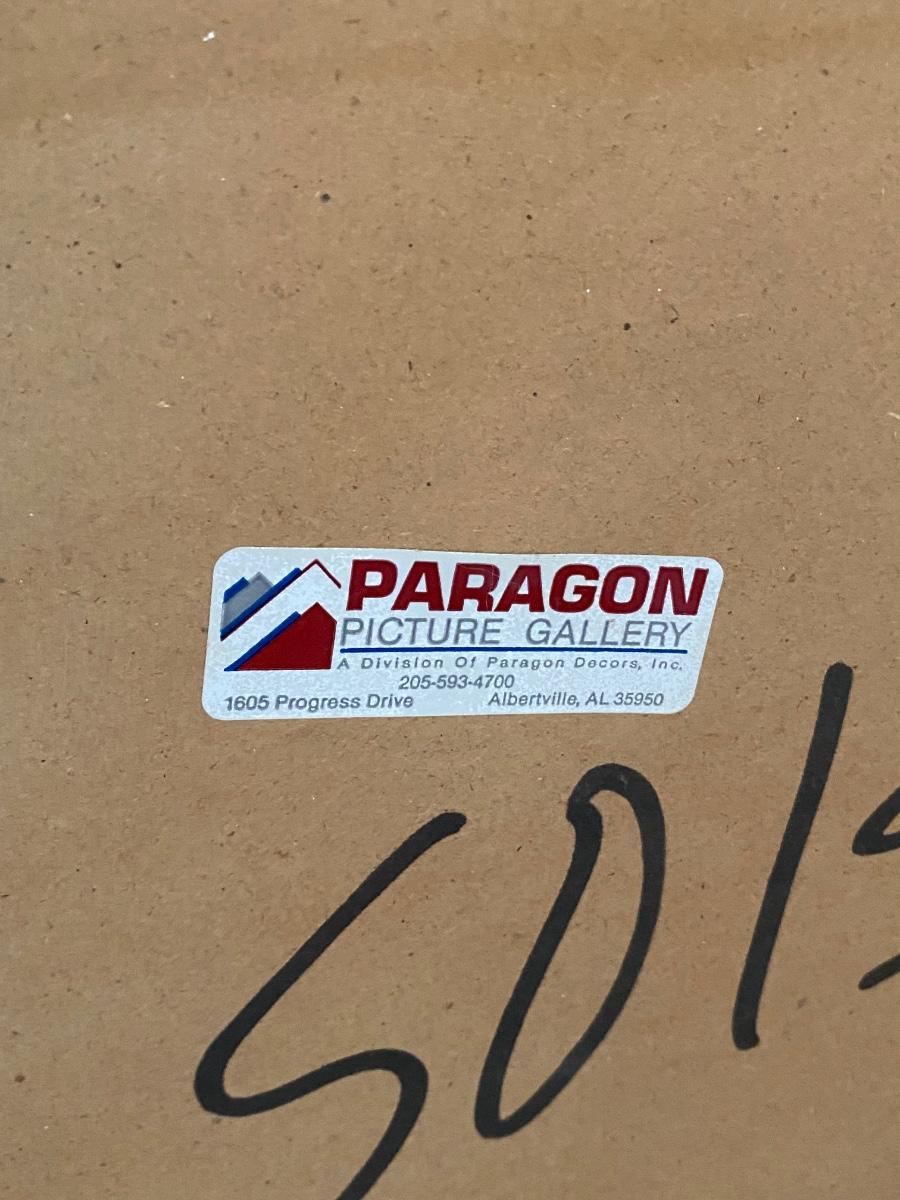 PARAGON
PICTURE GALLERY
A Division Of Paragon Decors, Inc.
205-593-4700
1605 Progress Drive Albertville, AL 35950